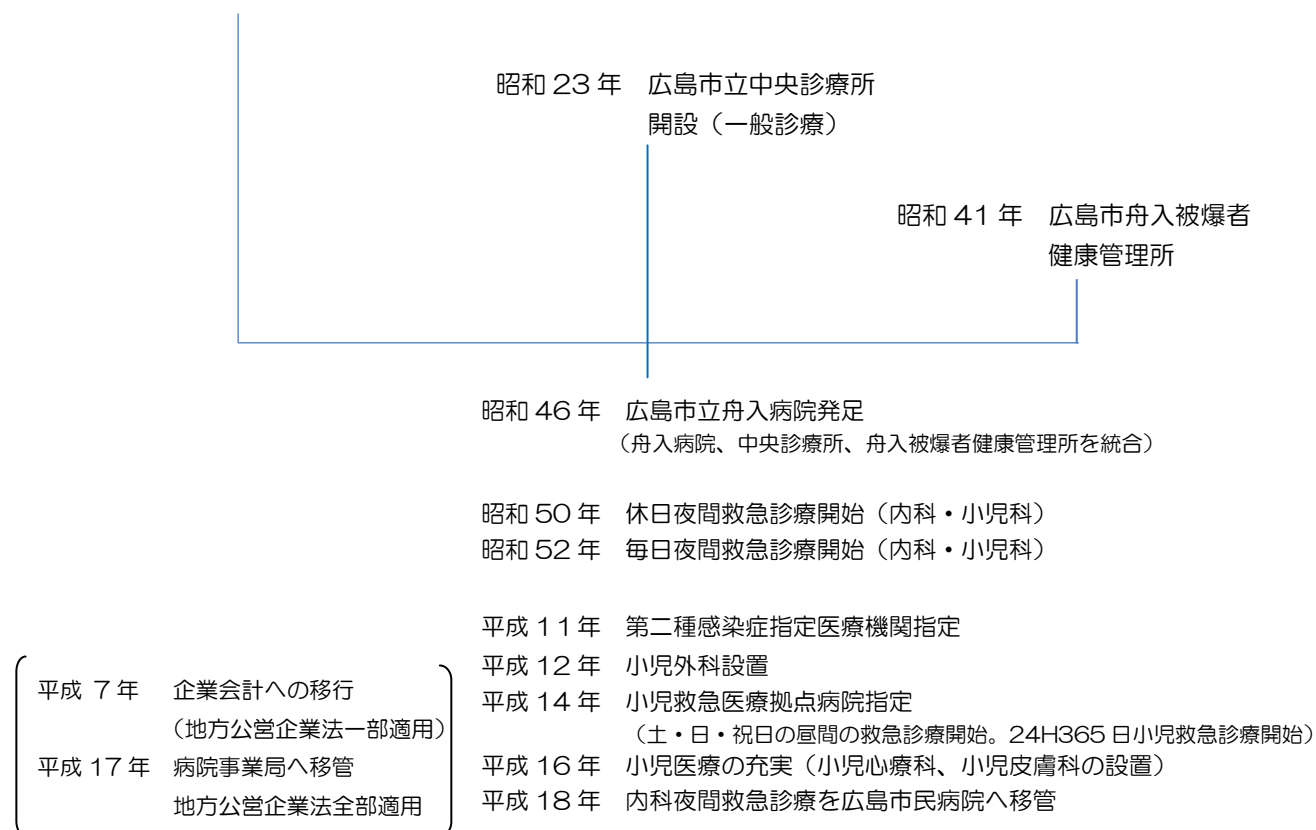 昭和 23 年 広島市立中央診療所
開設（一般診療）
昭和 41 年 広島市舟入被爆者
健康管理所
昭和 46 年 広島市立舟入病院発足
（舟入病院、中央診療所、舟入被爆者健康管理所を統合）
昭和 50 年 休日夜間救急診療開始（内科・小児科）
昭和 52 年 毎日夜間救急診療開始（内科・小児科）
平成 11 年 第二種感染症指定医療機関指定
平成 12 年 小児外科設置
平成 14 年 小児救急医療拠点病院指定
（土・日・祝日の昼間の救急診療開始。24H365 日小児救急診療開始）
平成 16 年 小児医療の充実（小児心療科、小児皮膚科の設置）
平成 18 年 内科夜間救急診療を広島市民病院へ移管
平成 7 年 企業会計への移行
（地方公営企業法一部適用）
平成 17 年 病院事業局へ移管
地方公営企業法全部適用